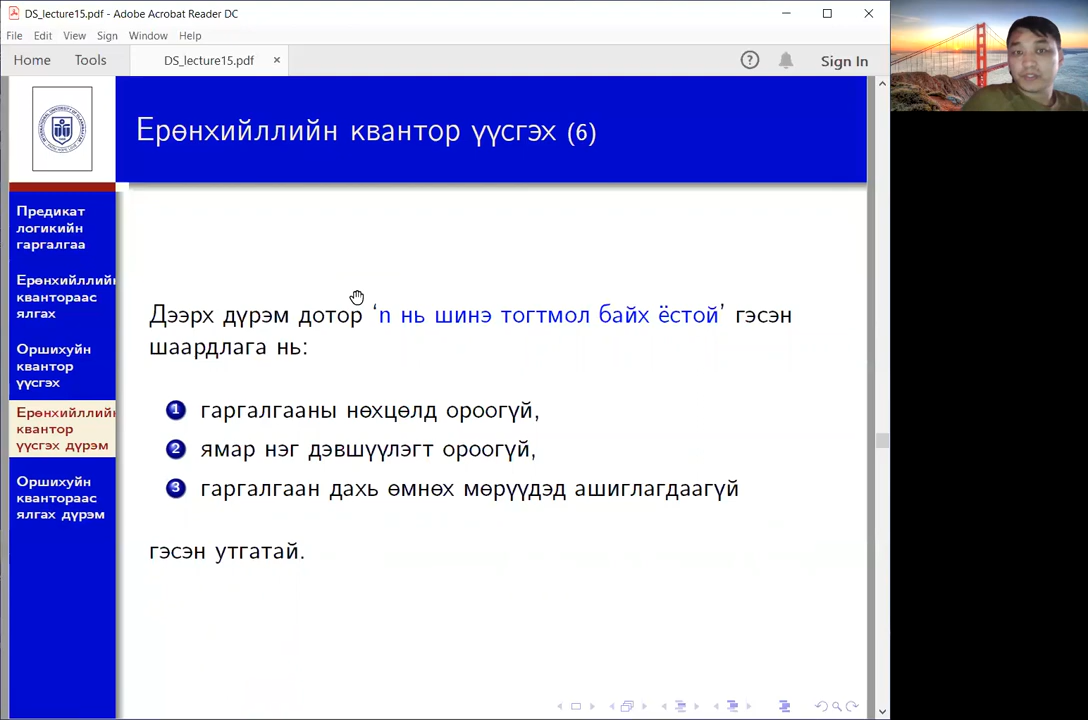 DS_lecture15.pdf - Adobe Acrobat Reader DC
File Edit View Sign Window Help
Home Tools DS_lecture15.pdf × Sign In
Ерөнхийллийн квантор үүсгэх (6)
Предикат
логикийн
гаргалгаа
Ерөнхийллийн
квантораас
ялгах
Оршихуйн
квантор
үүсгэх
Ерөнхийллийн
квантор
үүсгэх дүрэм
Оршихуйн
квантораас
ялгах дүрэм
Дээрх дүрэм дотор ‘n нь шинэ тогтмол байх ёстой’ гэсэн
шаардлага нь:
1 гаргалгааны нөхцөлд ороогүй,
2 ямар нэг дэвшүүлэгт ороогүй,
3 гаргалгаан дахь өмнөх мөрүүдэд ашиглагдаагүй
гэсэн утгатай.